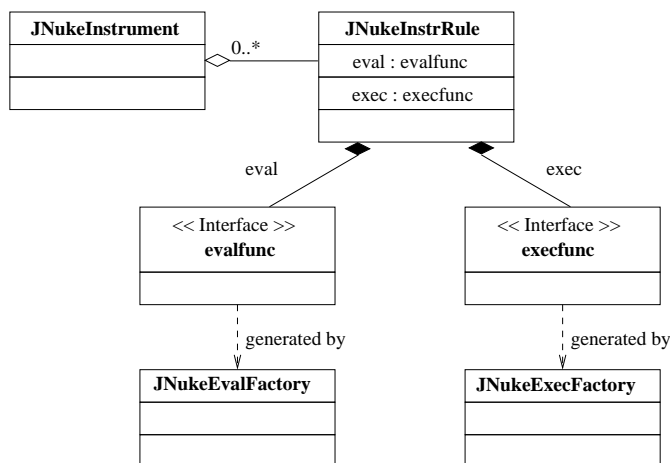 JNukeInstrument
0..*
JNukeInstrRule
eval : evalfunc
exec : execfunc
eval
exec
<< Interface >>
evalfunc
<< Interface >>
execfunc
generated by
generated by
JNukeEvalFactory
JNukeExecFactory